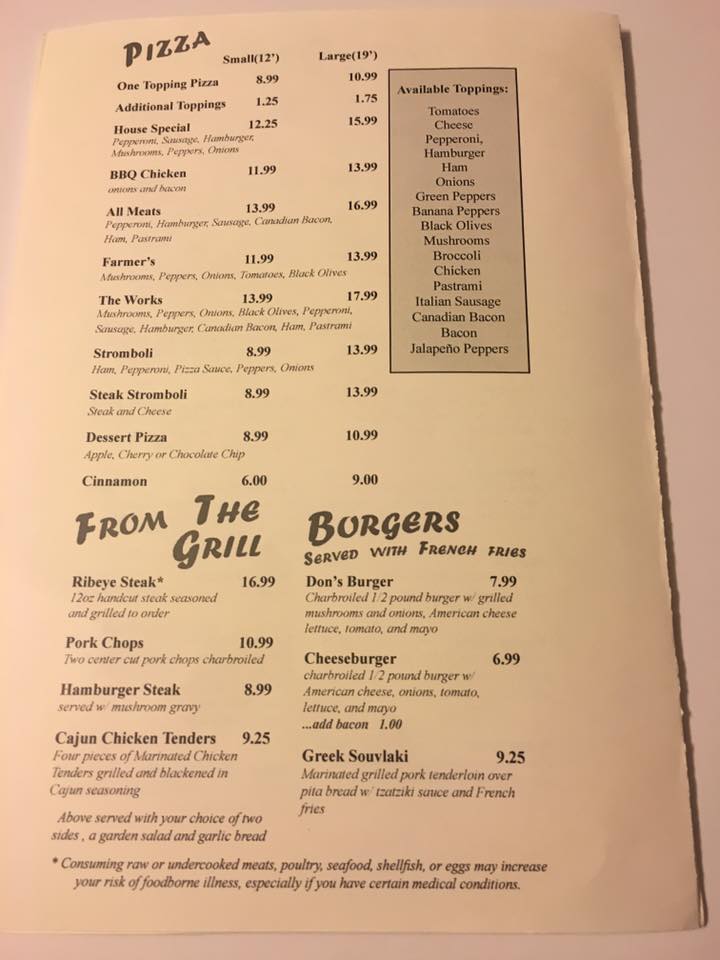 PIZZA
Small(12') Large(19')
One Topping Pizza 8.99 10.99
Additional Toppings 1.25 1.75
House Special 12.25 15.99
Pepperoni, Sausage, Hamburger,
Mushrooms, Peppers, Onions
BBQ Chicken 11.99 13.99
onions and bacon
All Meats 13.99 16.99
Pepperoni, Hamburger, Sausage, Canadian Bacon,
Ham, Pastrami
Farmer's 11.99 13.99
Mushrooms, Peppers, Onions, Tomatoes, Black Olives
The Works 13.99 17.99
Mushrooms, Peppers, Onions, Black Olives, Pepperoni,
Sausage, Hamburger, Canadian Bacon, Ham, Pastrami
Stromboli 8.99 13.99
Ham, Pepperoni, Pizza Sauce, Peppers, Onions
Steak Stromboli 8.99 13.99
Steak and Cheese
Dessert Pizza 8.99 10.99
Apple, Cherry or Chocolate Chip
Cinnamon 6.00 9.00
Available Toppings:
Tomatoes
Cheese
Pepperoni,
Hamburger
Ham
Onions
Green Peppers
Banana Peppers
Black Olives
Mushrooms
Broccoli
Chicken
Pastrami
Italian Sausage
Canadian Bacon
Bacon
Jalapeño Peppers
FROM THE
GRILL
Ribeye Steak* 16.99
12oz handcut steak seasoned
and grilled to order
Pork Chops 10.99
Two center cut pork chops charbroiled
Hamburger Steak 8.99
served w/ mushroom gravy
Cajun Chicken Tenders 9.25
Four pieces of Marinated Chicken
Tenders grilled and blackened in
Cajun seasoning
Above served with your choice of two
sides , a garden salad and garlic bread
BURGERS
SERVED WITH FRENCH FRIES
Don's Burger 7.99
Charbroiled 1/2 pound burger w/ grilled
mushrooms and onions, American cheese
lettuce, tomato, and mayo
Cheeseburger 6.99
charbroiled 1/2 pound burger w/
American cheese, onions, tomato,
lettuce, and mayo
...add bacon 1.00
Greek Souvlaki 9.25
Marinated grilled pork tenderloin over
pita bread w/ tzatziki sauce and French
fries
* Consuming raw or undercooked meats, poultry, seafood, shellfish, or eggs may increase
your risk of foodborne illness, especially if you have certain medical conditions.